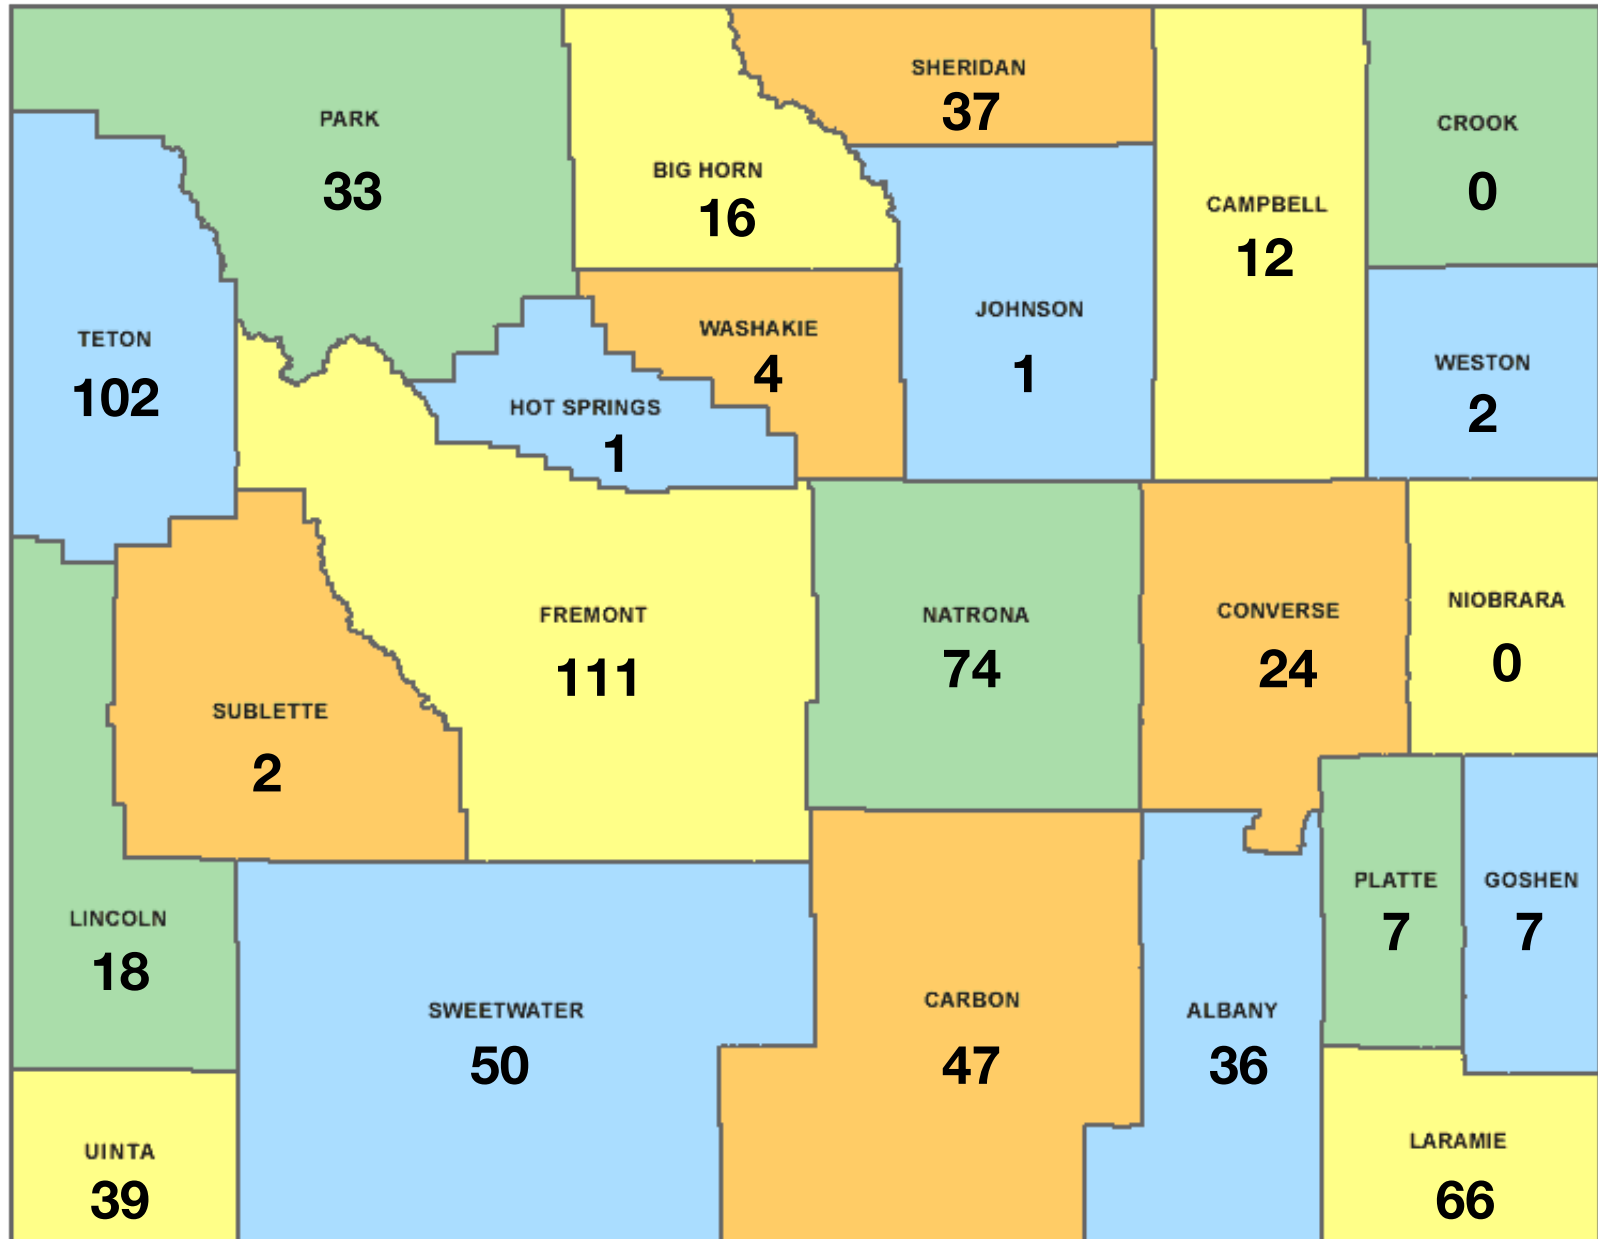 PARK
33
BIG HORN
16
SHERIDAN
37
CAMPBELL
12
CROOK
0
TETON
102
HOT SPRINGS
1
WASHAKIE
4
JOHNSON
1
WESTON
2
SUBLETTE
2
FREMONT
111
NATRONA
74
CONVERSE
24
NIOBRARA
0
LINCOLN
18
SWEETWATER
50
CARBON
47
ALBANY
36
PLATTE
7
GOSHEN
7
UINTA
39
LARAMIE
66